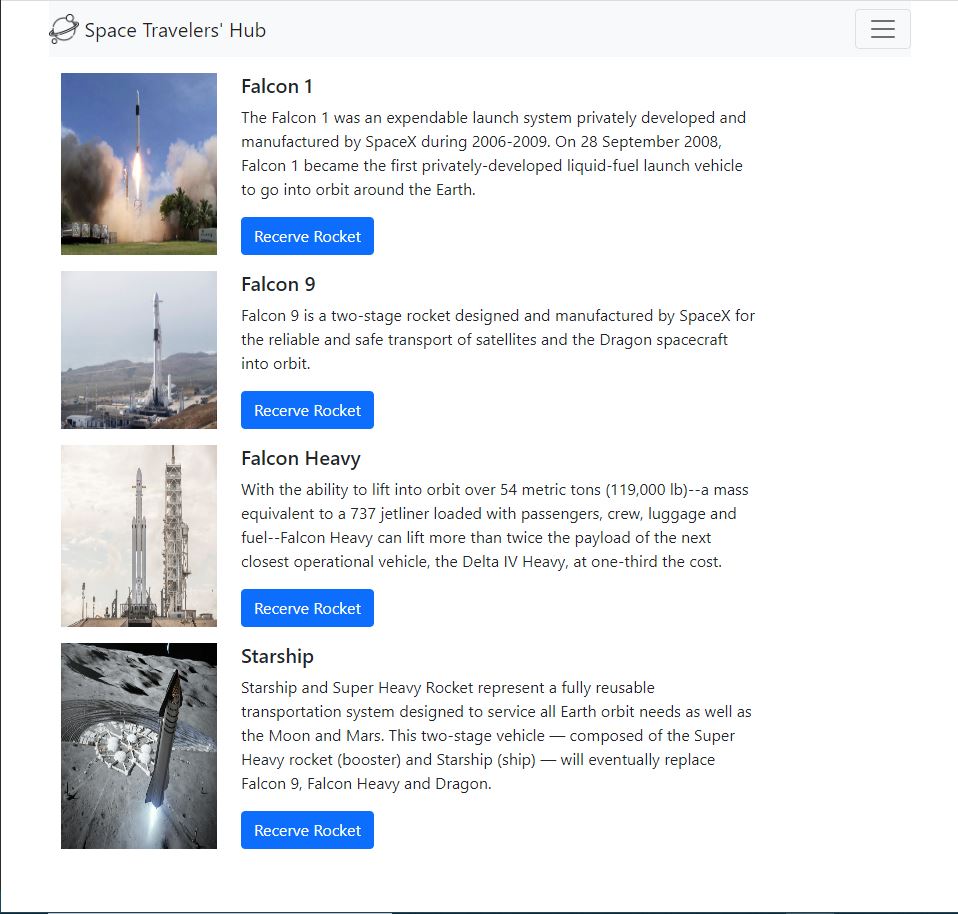 Space Travelers' Hub
Falcon 1
The Falcon 1 was an expendable launch system privately developed and
manufactured by SpaceX during 2006-2009. On 28 September 2008,
Falcon 1 became the first privately-developed liquid-fuel launch vehicle
to go into orbit around the Earth.
Recerve Rocket
Falcon 9
Falcon 9 is a two-stage rocket designed and manufactured by SpaceX for
the reliable and safe transport of satellites and the Dragon spacecraft
into orbit.
Recerve Rocket
Falcon Heavy
With the ability to lift into orbit over 54 metric tons (119,000 lb)--a mass
equivalent to a 737 jetliner loaded with passengers, crew, luggage and
fuel--Falcon Heavy can lift more than twice the payload of the next
closest operational vehicle, the Delta IV Heavy, at one-third the cost.
Recerve Rocket
Starship
Starship and Super Heavy Rocket represent a fully reusable
transportation system designed to service all Earth orbit needs as well as
the Moon and Mars. This two-stage vehicle — composed of the Super
Heavy rocket (booster) and Starship (ship) — will eventually replace
Falcon 9, Falcon Heavy and Dragon.
Recerve Rocket